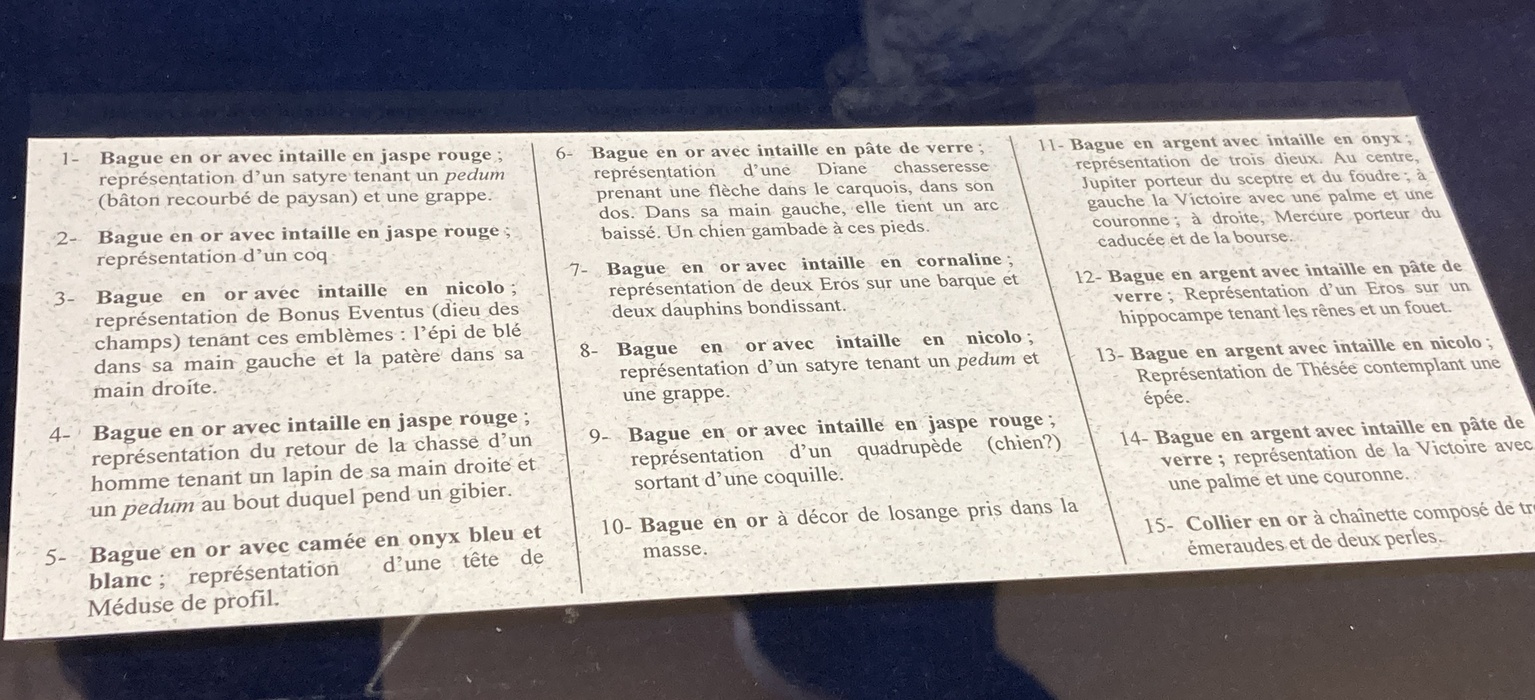 1- Bague en or avec intaille en jaspe rouge ;
représentation d'un satyre tenant un pedum
(bâton recourbé de paysan) et une grappe.
2- Bague en or avec intaille en jaspe rouge ;
représentation d'un coq
3- Bague en or avec intaille en nicolo ;
représentation de Bonus Eventus (dieu des
champs) tenant ces emblèmes : l'épi de blé
dans sa main gauche et la patère dans sa
main droite.
4- Bague en or avec intaille en jaspe rouge ;
représentation du retour de la chasse d'un
homme tenant un lapin de sa main droite et
un pedum au bout duquel pend un gibier.
5- Bague en or avec camée en onyx bleu et
blanc ; représentation d'une tête de
Méduse de profil.
6- Bague en or avec intaille en pâte de verre ;
représentation d'une Diane chasseresse
prenant une flèche dans le carquois, dans son
dos. Dans sa main gauche, elle tient un arc
baissé. Un chien gambade à ces pieds.
7- Bague en or avec intaille en cornaline ;
représentation de deux Eros sur une barque et
deux dauphins bondissant.
8- Bague en or avec intaille en nicolo ;
représentation d'un satyre tenant un pedum et
une grappe.
9- Bague en or avec intaille en jaspe rouge ;
représentation d'un quadrupède (chien?)
sortant d'une coquille.
10- Bague en or à décor de losange pris dans la
masse.
11- Bague en argent avec intaille en onyx ;
représentation de trois dieux. Au centre,
Jupiter porteur du sceptre et du foudre ; à
gauche la Victoire avec une palme et une
couronne ; à droite, Mercure porteur du
caducée et de la bourse.
12- Bague en argent avec intaille en pâte de
verre ; Représentation d'un Eros sur un
hippocampe tenant les rênes et un fouet.
13- Bague en argent avec intaille en nicolo ;
Représentation de Thésée contemplant une
épée.
14- Bague en argent avec intaille en pâte de
verre ; représentation de la Victoire avec
une palme et une couronne.
15- Collier en or à chaînette composé de
émeraudes et de deux perles.